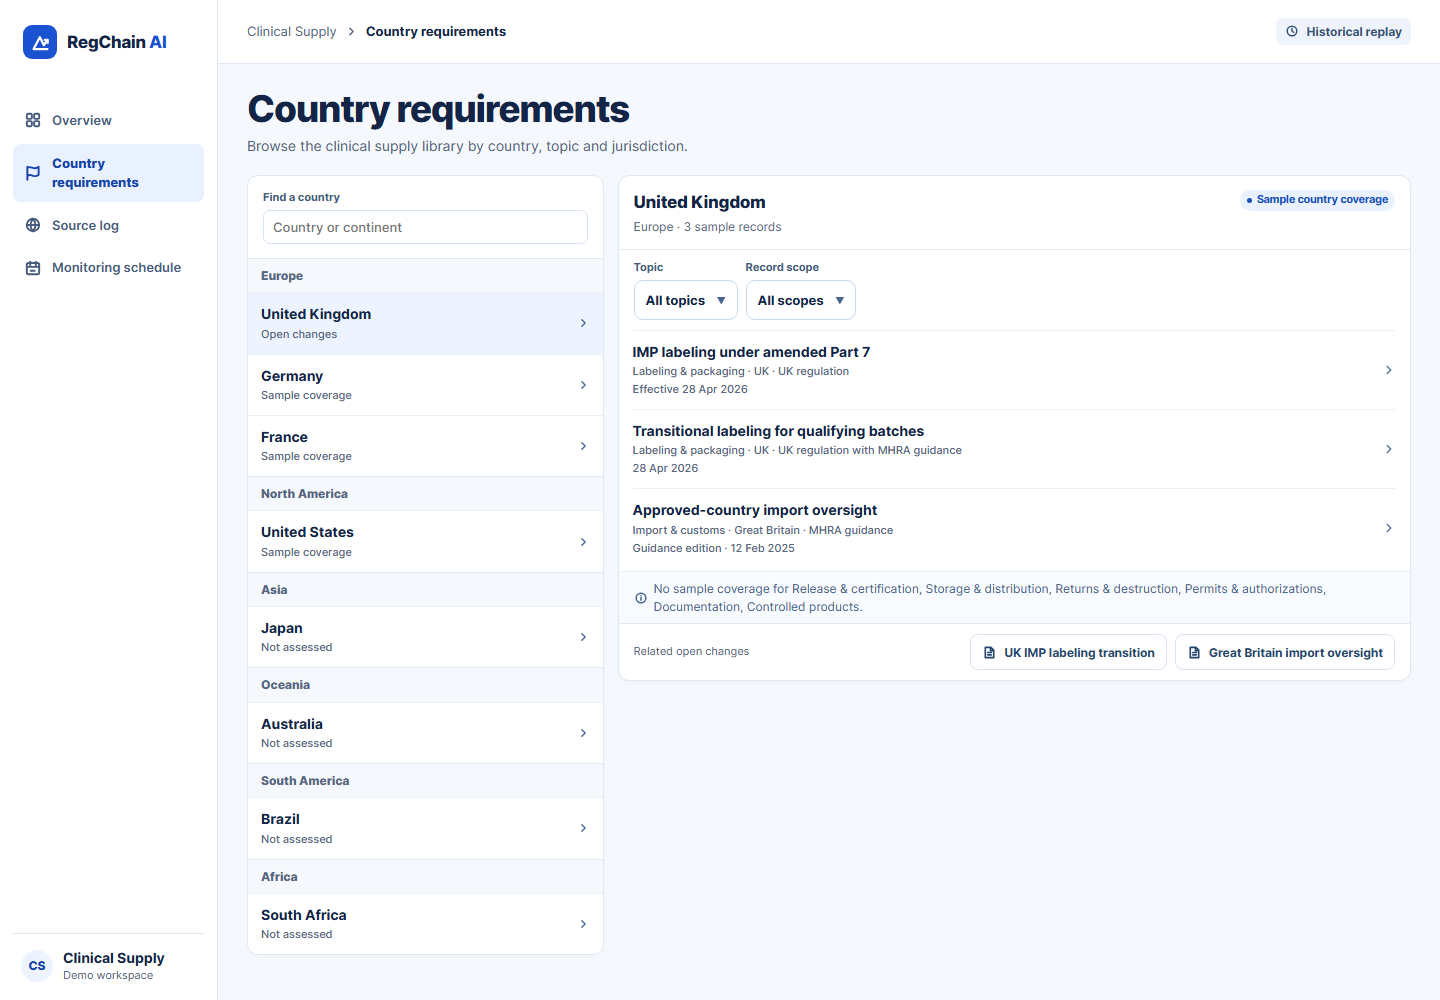 RegChain AI
Overview
Country
requirements
Source log
Monitoring schedule
CS
Clinical Supply
Demo workspace
Clinical Supply > Country requirements
Historical replay
Country requirements
Browse the clinical supply library by country, topic and jurisdiction.
Find a country
Country or continent
Europe
United Kingdom
Open changes
Germany
Sample coverage
France
Sample coverage
North America
United States
Sample coverage
Asia
Japan
Not assessed
Oceania
Australia
Not assessed
South America
Brazil
Not assessed
Africa
South Africa
Not assessed
United Kingdom
Sample country coverage
Europe · 3 sample records
Topic
Record scope
All topics
All scopes
IMP labeling under amended Part 7
Labeling & packaging · UK · UK regulation
Effective 28 Apr 2026
Transitional labeling for qualifying batches
Labeling & packaging · UK · UK regulation with MHRA guidance
28 Apr 2026
Approved-country import oversight
Import & customs · Great Britain · MHRA guidance
Guidance edition · 12 Feb 2025
No sample coverage for Release & certification, Storage & distribution, Returns & destruction, Permits & authorizations,
Documentation, Controlled products.
Related open changes
UK IMP labeling transition
Great Britain import oversight